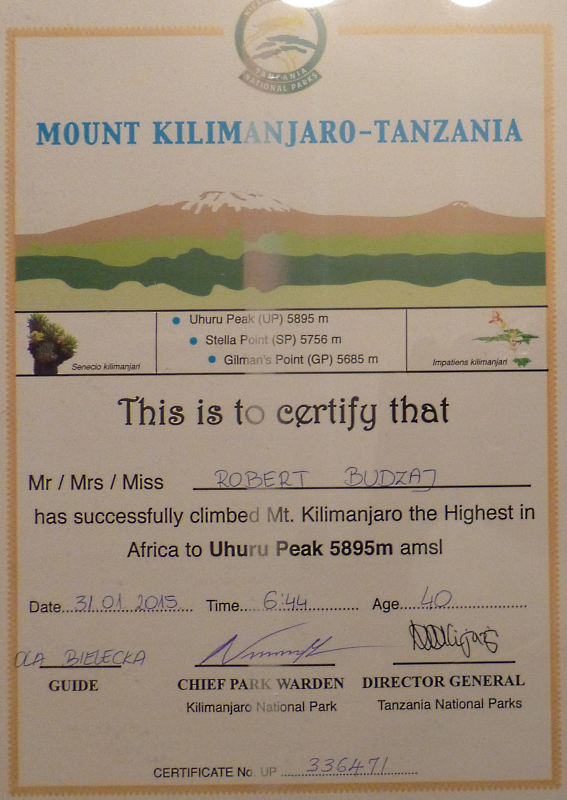 TANZANIA
NATIONAL PARKS
MOUNT KILIMANJARO-TANZANIA
Uhuru Peak (UP) 5895 m
Stella Point (SP) 5756 m
Gilman's Point (GP) 5685 m
Senecio kilimanjari
Impatiens kilimanjari
This is to certify that
Mr / Mrs / Miss ROBERT BUDZAJ
has successfully climbed Mt. Kilimanjaro the Highest in
Africa to Uhuru Peak 5895m amsl
Date 31.01.2015 Time 6:44 Age 40
OLA BIELECKA
GUIDE CHIEF PARK WARDEN DIRECTOR GENERAL
Kilimanjaro National Park Tanzania National Parks
CERTIFICATE No. UP 336471